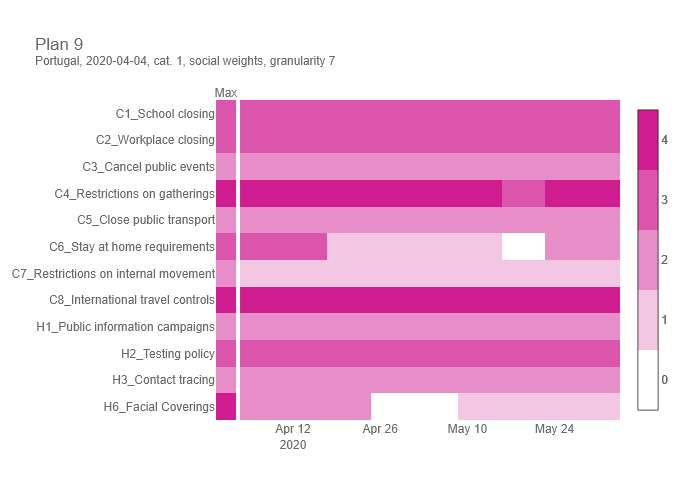 Plan 9
Portugal, 2020-04-04, cat. 1, social weights, granularity 7
Max
C1_School closing
C2_Workplace closing
C3_Cancel public events
C4_Restrictions on gatherings
C5_Close public transport
C6_Stay at home requirements
C7_Restrictions on internal movement
C8_International travel controls
H1_Public information campaigns
H2_Testing policy
H3_Contact tracing
H6_Facial Coverings
Apr 12 Apr 26 May 10 May 24
2020
4
3
2
1
0